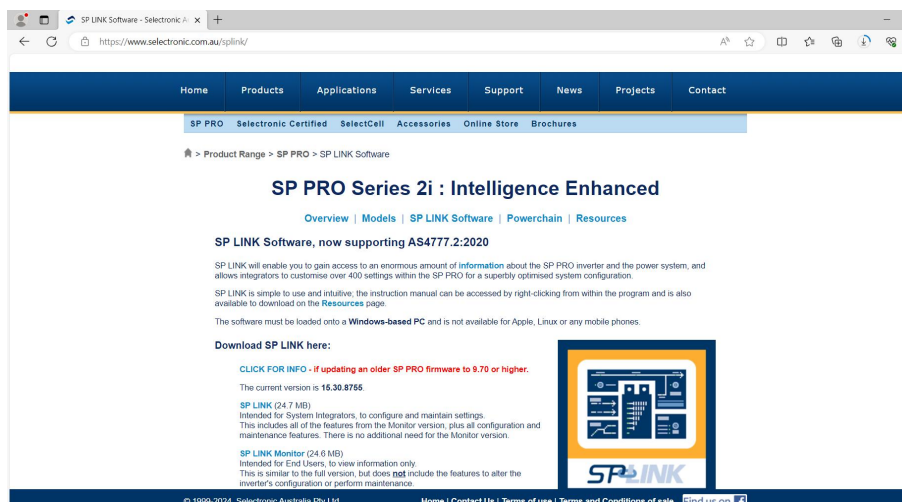 SP LINK Software - Selectronic A
https://www.selectronic.com.au/splink/
Home Products Applications Services Support News Projects Contact
SP PRO Selectronic Certified SelectCell Accessories Online Store Brochures
> Product Range > SP PRO > SP LINK Software
SP PRO Series 2i : Intelligence Enhanced
Overview | Models | SP LINK Software | Powerchain | Resources
SP LINK Software, now supporting AS4777.2:2020
SP LINK will enable you to gain access to an enormous amount of information about the SP PRO inverter and the power system, and
allows integrators to customise over 400 settings within the SP PRO for a superbly optimised system configuration.
SP LINK is simple to use and intuitive; the instruction manual can be accessed by right-clicking from within the program and is also
available to download on the Resources page.
The software must be loaded onto a Windows-based PC and is not available for Apple, Linux or any mobile phones.
Download SP LINK here:
CLICK FOR INFO - if updating an older SP PRO firmware to 9.70 or higher.
The current version is 15.30.8755.
SP LINK (24.7 MB)
Intended for System Integrators, to configure and maintain settings.
This includes all of the features from the Monitor version, plus all configuration and
maintenance features. There is no additional need for the Monitor version.
SP LINK Monitor (24.6 MB)
Intended for End Users, to view information only.
This is similar to the full version, but does not include the features to alter the
inverter's configuration or perform maintenance.
SPLINK
© 1999-2024 Selectronic Australia Pty Ltd Home | Contact Us | Terms of use | Terms and Conditions of sale Find us on